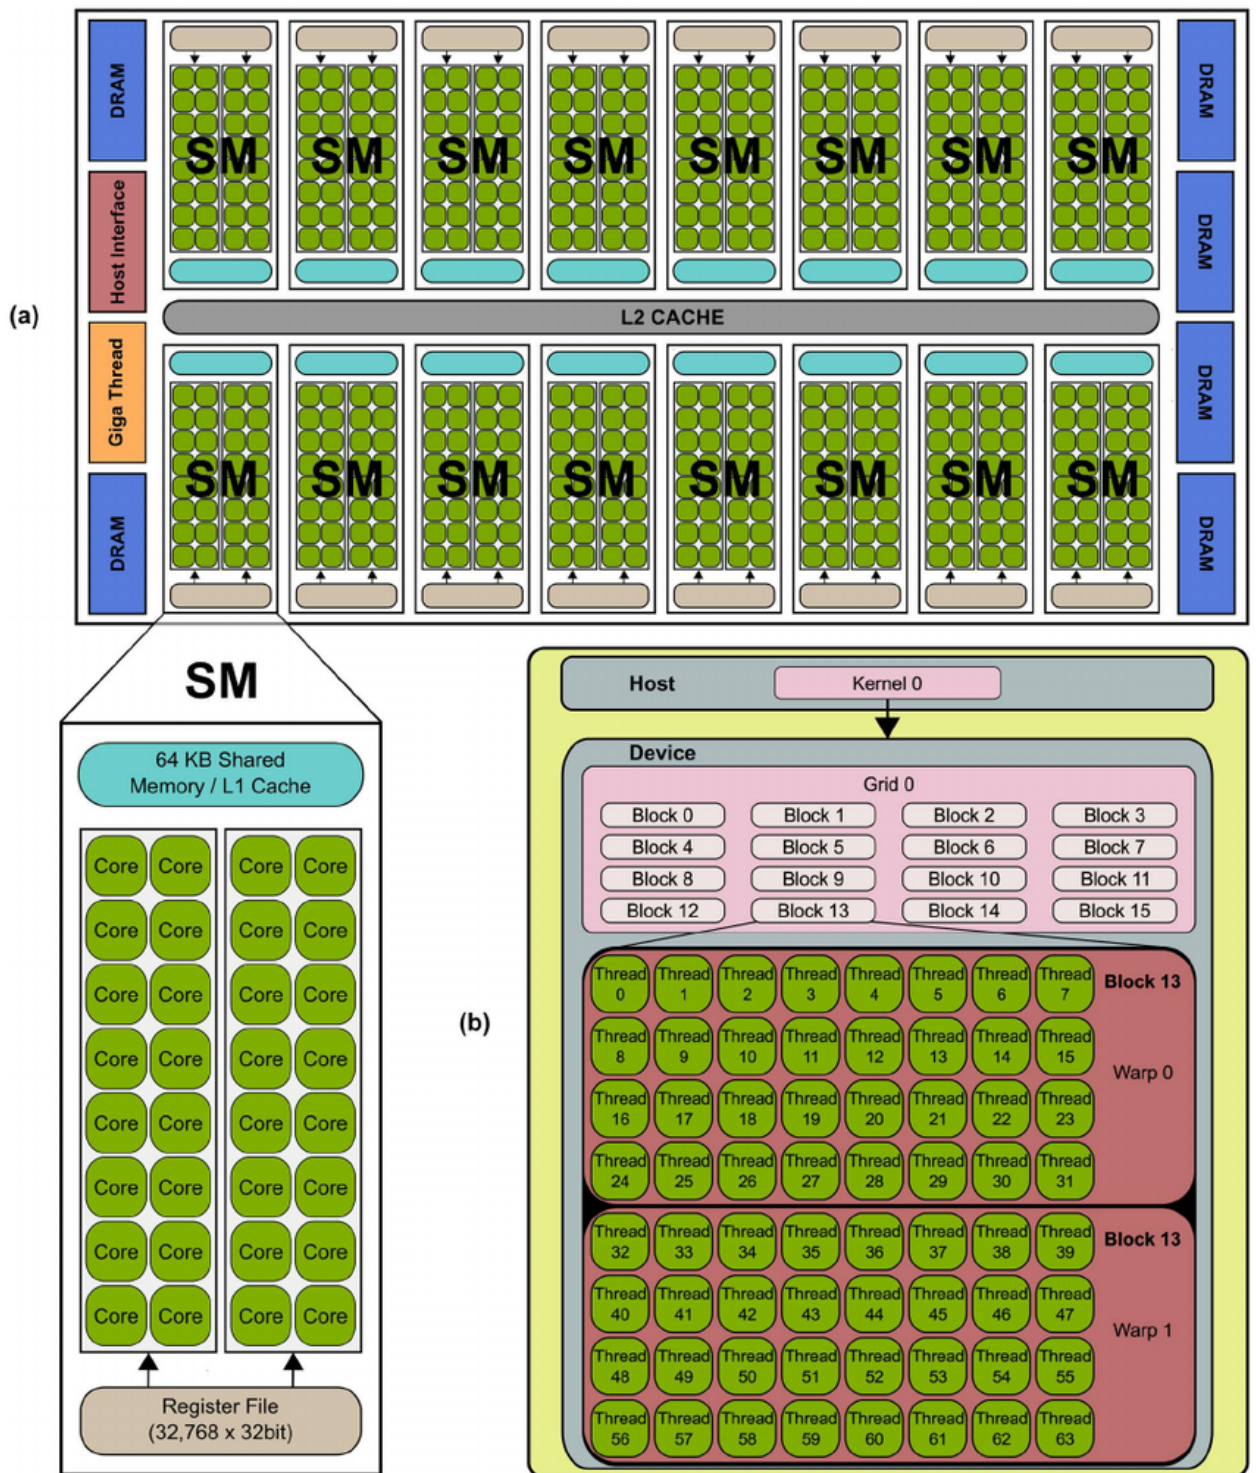 (a)
DRAM
Host Interface
Giga Thread
DRAM
SM SM SM SM SM SM SM SM
L2 CACHE
SM SM SM SM SM SM SM SM
DRAM
DRAM
DRAM
DRAM
SM
64 KB Shared
Memory / L1 Cache
Core Core Core Core
Core Core Core Core
Core Core Core Core
Core Core Core Core
Core Core Core Core
Core Core Core Core
Core Core Core Core
Core Core Core Core
Register File
(32,768 x 32bit)
(b)
Host
Kernel 0
Device
Grid 0
Block 0 Block 1 Block 2 Block 3
Block 4 Block 5 Block 6 Block 7
Block 8 Block 9 Block 10 Block 11
Block 12 Block 13 Block 14 Block 15
Thread Thread Thread Thread Thread Thread Thread Thread
0 1 2 3 4 5 6 7
Block 13
Thread Thread Thread Thread Thread Thread Thread Thread
8 9 10 11 12 13 14 15
Warp 0
Thread Thread Thread Thread Thread Thread Thread Thread
16 17 18 19 20 21 22 23
Thread Thread Thread Thread Thread Thread Thread Thread
24 25 26 27 28 29 30 31
Thread Thread Thread Thread Thread Thread Thread Thread
32 33 34 35 36 37 38 39
Block 13
Thread Thread Thread Thread Thread Thread Thread Thread
40 41 42 43 44 45 46 47
Warp 1
Thread Thread Thread Thread Thread Thread Thread Thread
48 49 50 51 52 53 54 55
Thread Thread Thread Thread Thread Thread Thread Thread
56 57 58 59 60 61 62 63